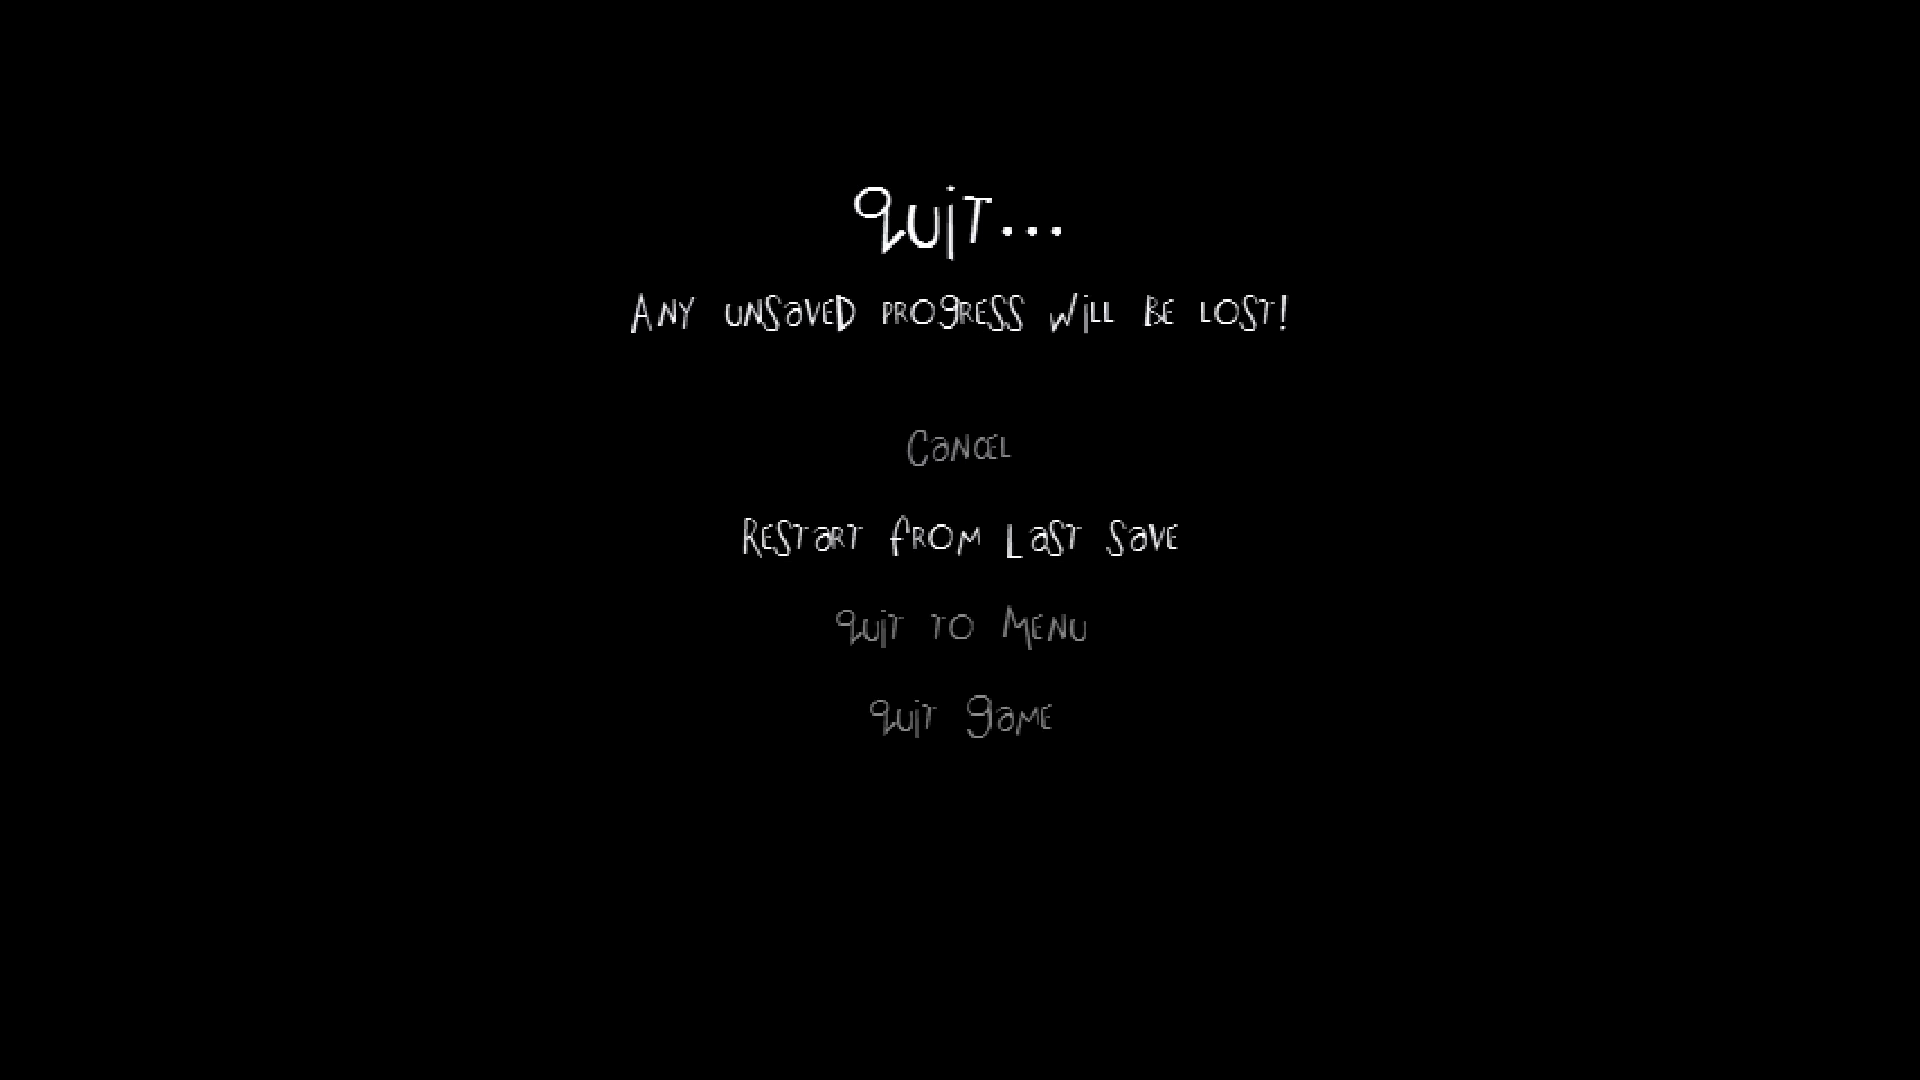 Quit...
Any unsaved progress will be lost!
Cancel
Restart from Last Save
Quit to Menu
Quit Game